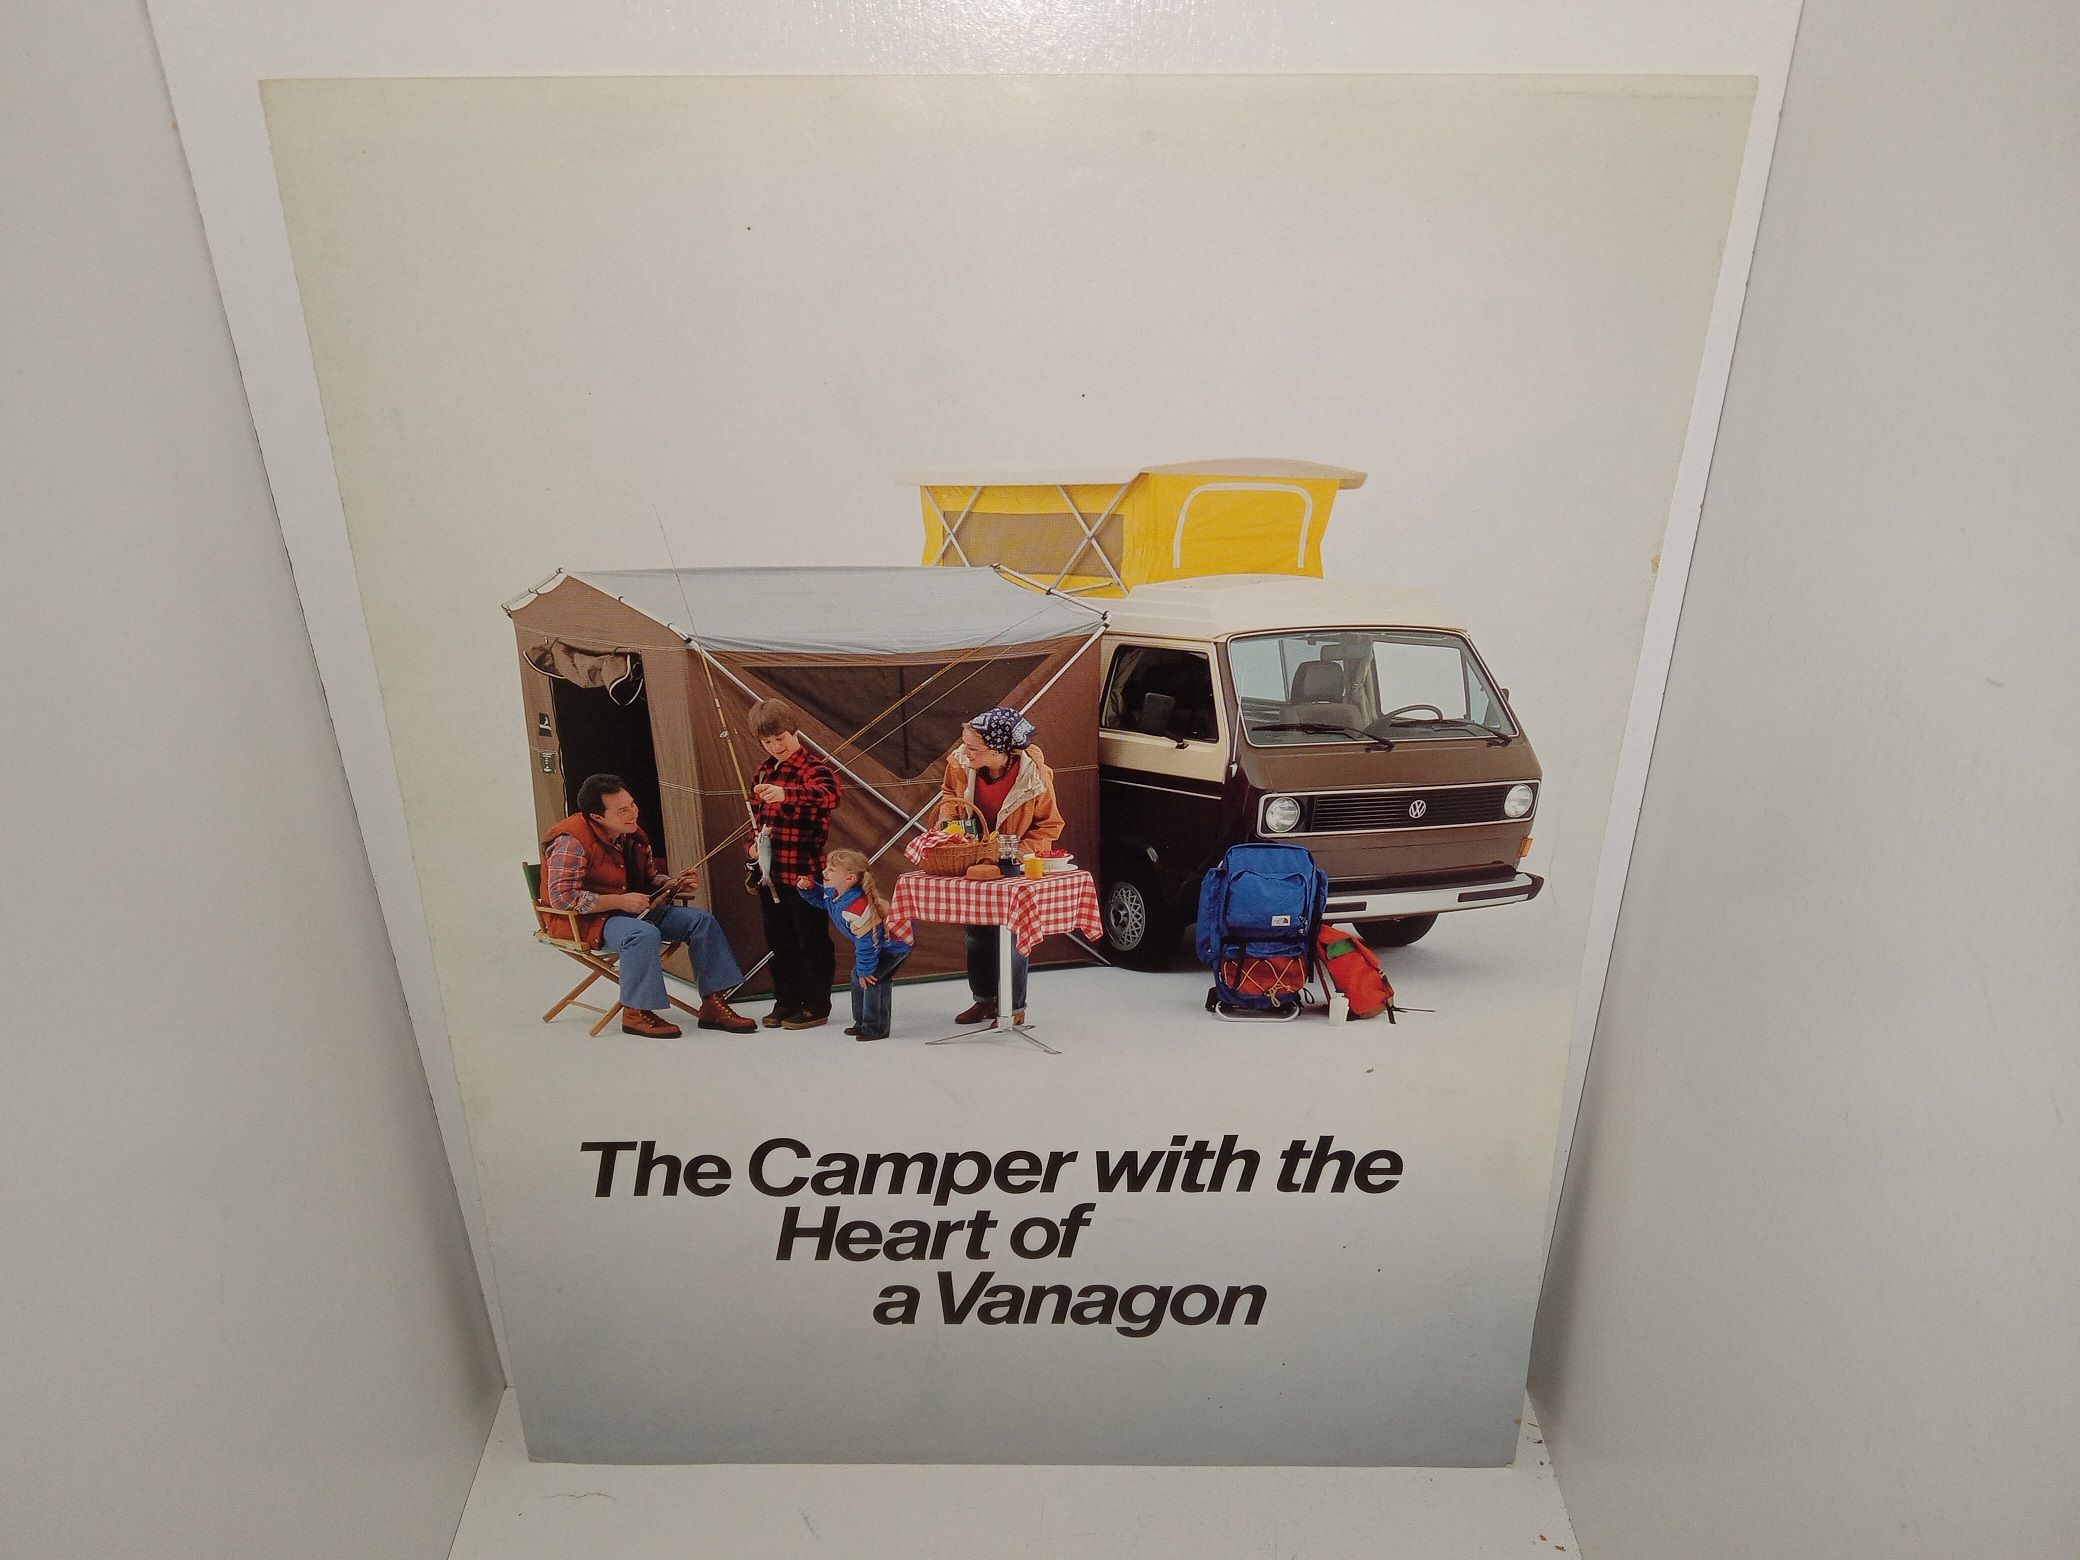 The Camper with the
Heart of
a Vanagon